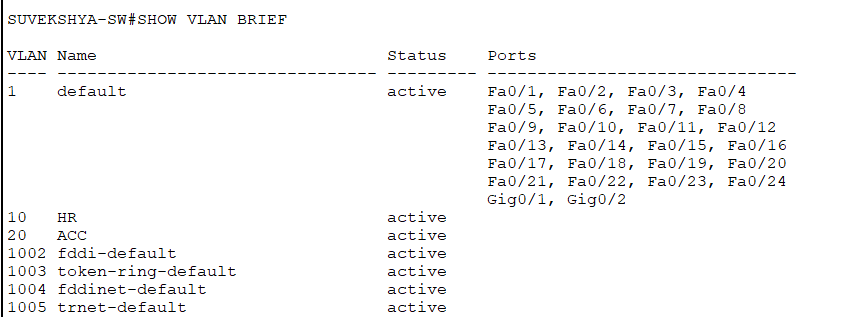 SUVEKSHYA-SW#SHOW VLAN BRIEF
VLAN Name                             Status    Ports
---- -------------------------------- --------- -------------------------------
1    default                          active    Fa0/1, Fa0/2, Fa0/3, Fa0/4
                                                Fa0/5, Fa0/6, Fa0/7, Fa0/8
                                                Fa0/9, Fa0/10, Fa0/11, Fa0/12
                                                Fa0/13, Fa0/14, Fa0/15, Fa0/16
                                                Fa0/17, Fa0/18, Fa0/19, Fa0/20
                                                Fa0/21, Fa0/22, Fa0/23, Fa0/24
                                                Gig0/1, Gig0/2
10   HR                               active
20   ACC                              active
1002 fddi-default                     active
1003 token-ring-default               active
1004 fddinet-default                  active
1005 trnet-default                    active